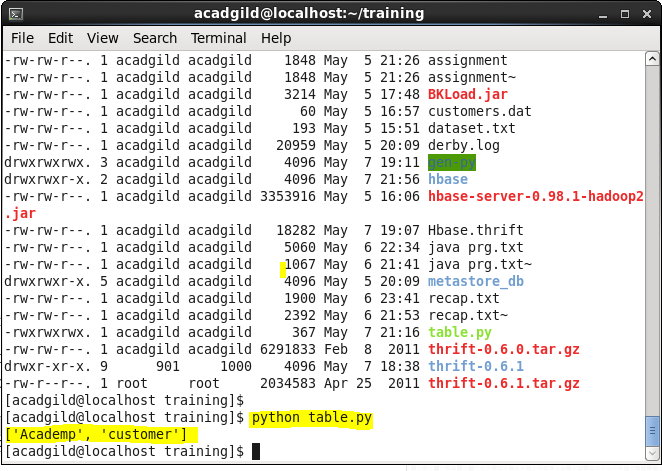 acadgild@localhost:~/training
File Edit View Search Terminal Help
-rw-rw-r--. 1 acadgild acadgild    1848 May  5 21:26 assignment
-rw-rw-r--. 1 acadgild acadgild    1848 May  5 21:26 assignment~
-rw-rw-r--. 1 acadgild acadgild    3214 May  5 17:48 BKLoad.jar
-rw-rw-r--. 1 acadgild acadgild      60 May  5 16:57 customers.dat
-rw-rw-r--. 1 acadgild acadgild     193 May  5 15:51 dataset.txt
-rw-rw-r--. 1 acadgild acadgild   20959 May  5 20:09 derby.log
drwxrwxrwx. 3 acadgild acadgild    4096 May  7 19:11 gen-py
drwxrwxr-x. 2 acadgild acadgild    4096 May  7 21:56 hbase
-rw-rw-r--. 1 acadgild acadgild 3353916 May  5 16:06 hbase-server-0.98.1-hadoop2
.jar
-rw-rw-r--. 1 acadgild acadgild   18282 May  7 19:07 Hbase.thrift
-rw-rw-r--. 1 acadgild acadgild    5060 May  6 22:34 java prg.txt
-rw-rw-r--. 1 acadgild acadgild    1067 May  6 21:41 java prg.txt~
drwxrwxr-x. 5 acadgild acadgild    4096 May  5 20:09 metastore_db
-rw-rw-r--. 1 acadgild acadgild    1900 May  6 23:41 recap.txt
-rw-rw-r--. 1 acadgild acadgild    2392 May  6 21:53 recap.txt~
-rwxrwxrwx. 1 acadgild acadgild     367 May  7 21:16 table.py
-rw-rw-r--. 1 acadgild acadgild 6291833 Feb  8  2011 thrift-0.6.0.tar.gz
drwxr-xr-x. 9      901     1000    4096 May  7 18:38 thrift-0.6.1
-rw-r--r--. 1 root     root     2034583 Apr 25  2011 thrift-0.6.1.tar.gz
[acadgild@localhost training]$
[acadgild@localhost training]$ python table.py
['Academp', 'customer']
[acadgild@localhost training]$